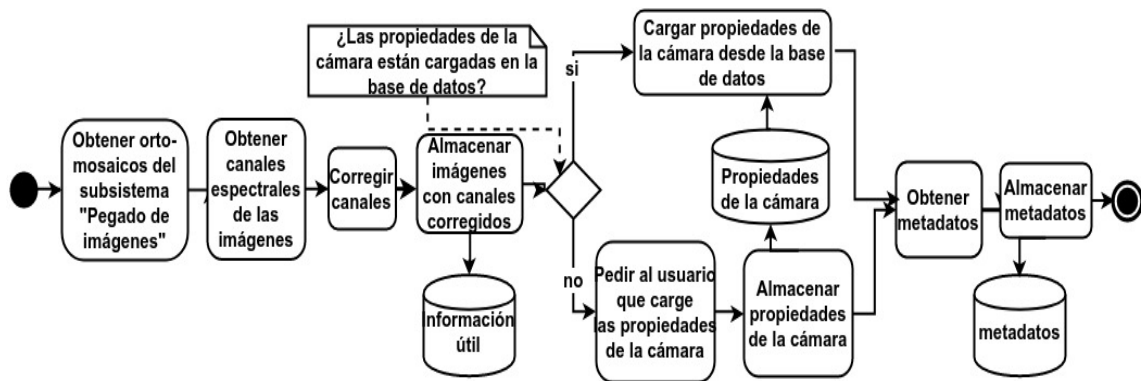 ¿Las propiedades de la
cámara están cargadas en la
base de datos?
si
Cargar propiedades de
la cámara desde la base
de datos
Obtener orto-
mosaicos del
subsistema
"Pegado de
imágenes"
Obtener
canales
espectrales
de las
imágenes
Corregir
canales
Almacenar
imágenes
con canales
corregidos
Propiedades
de la cámara
Obtener
metadatos
Almacenar
metadatos
no
Información
útil
Pedir al usuario
que carge
las propiedades
de la cámara
Almacenar
propiedades
de la cámara
metadatos